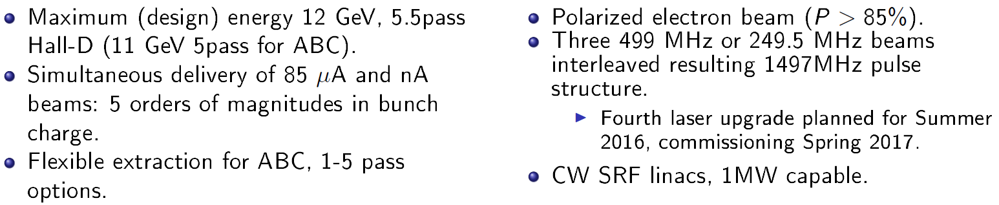 Maximum (design) energy 12 GeV, 5.5pass
Hall-D (11 GeV 5pass for ABC).
Simultaneous delivery of 85 μA and nA
beams: 5 orders of magnitudes in bunch
charge.
Flexible extraction for ABC, 1-5 pass
options.
Polarized electron beam (P > 85%).
Three 499 MHz or 249.5 MHz beams
interleaved resulting 1497MHz pulse
structure.
Fourth laser upgrade planned for Summer
2016, commissioning Spring 2017.
CW SRF linacs, 1MW capable.